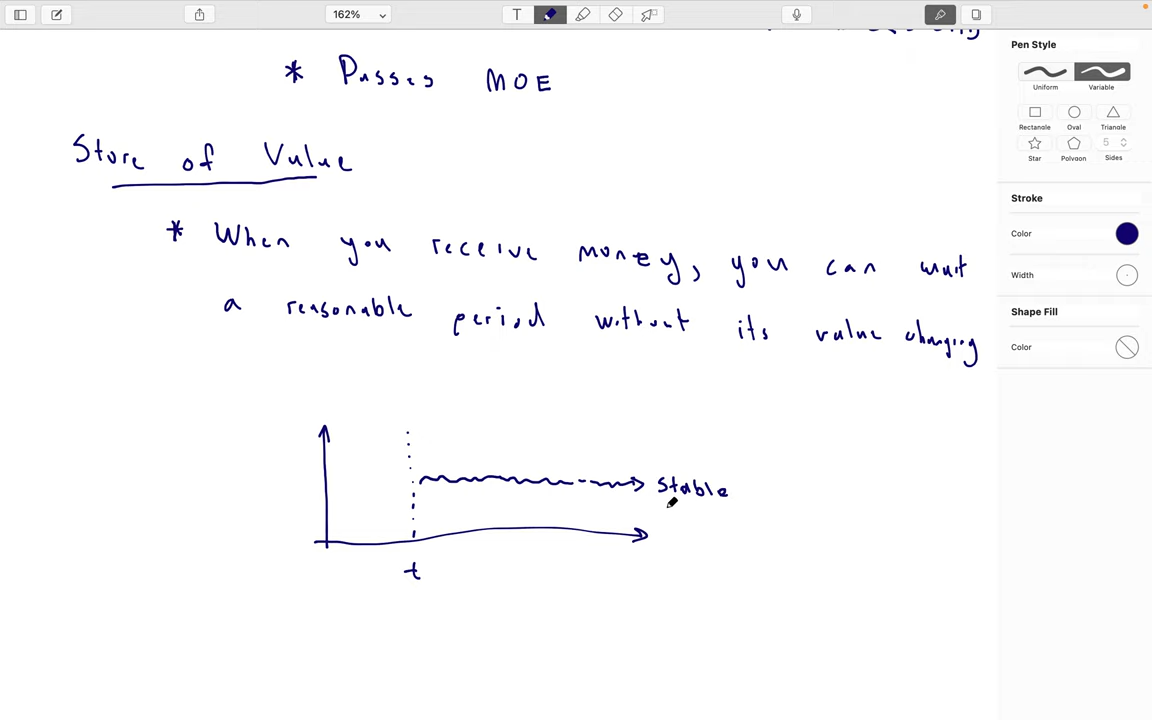 162%
T
* Passes MOE
Store of Value
* When you receive money, you can wait
a reasonable period without its value changing
Stable
t
Pen Style
Uniform Variable
Rectangle Oval Triangle
5
Star Polygon Sides
Stroke
Color
Width
Shape Fill
Color